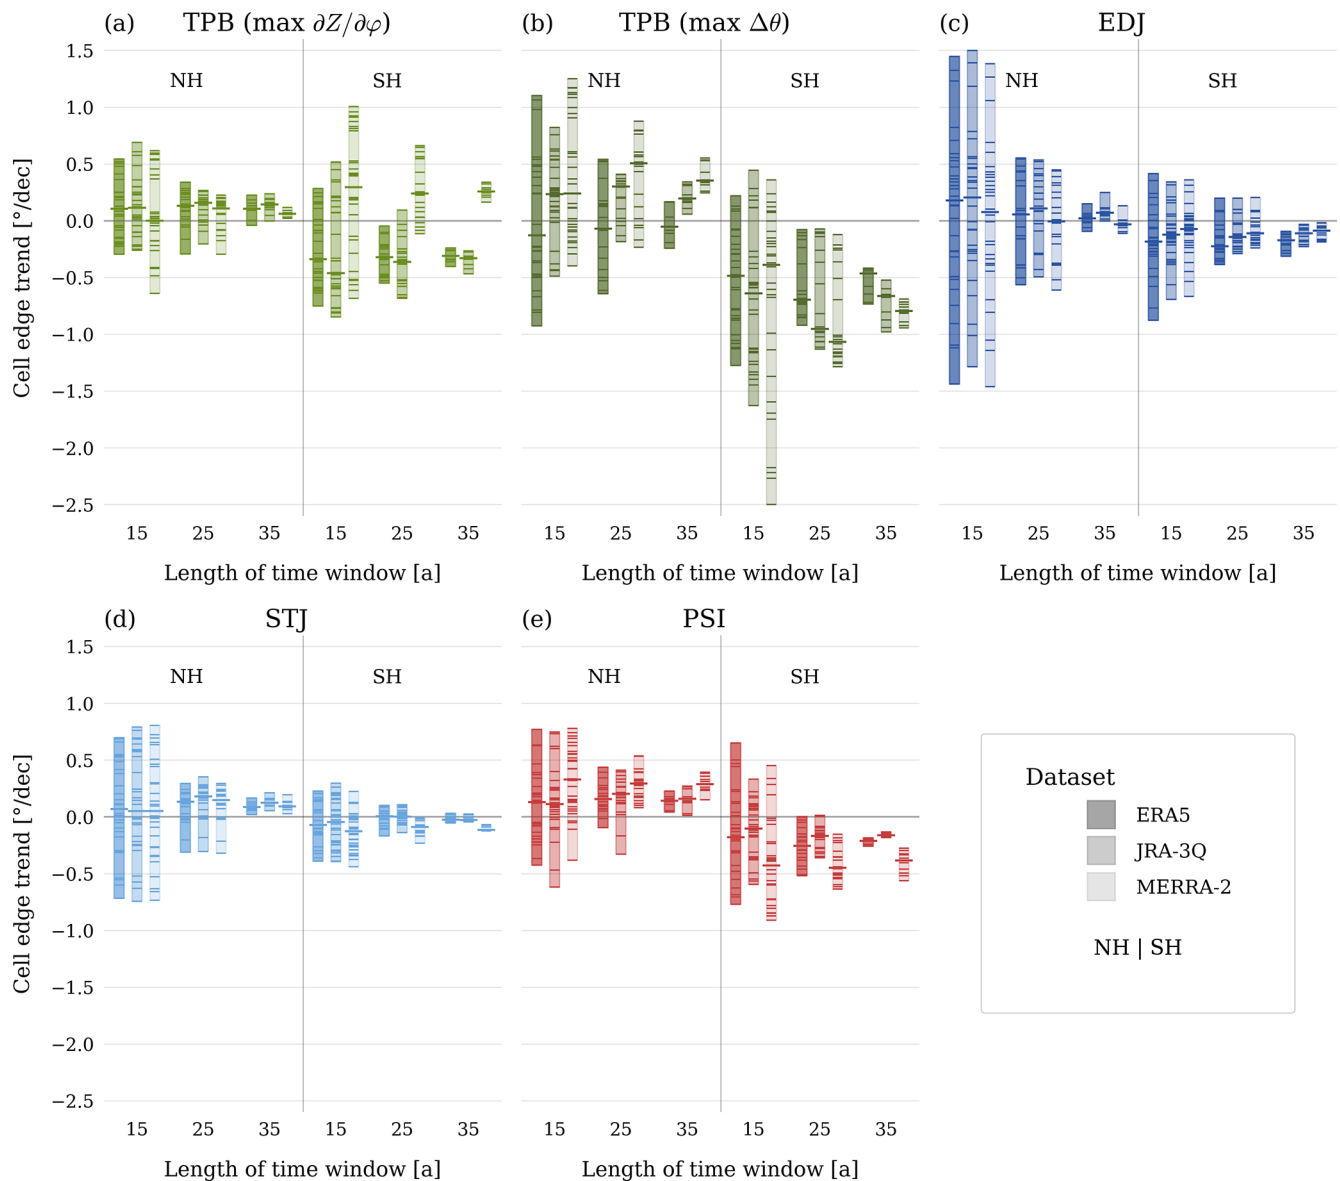 (a) TPB (max ∂Z/∂φ)
(b) TPB (max Δθ)
(c) EDJ
1.5
1.0
0.5
0.0
−0.5
−1.0
−1.5
−2.0
−2.5
Cell edge trend [°/dec]
NH SH
NH SH
NH SH
15 25 35 15 25 35
15 25 35 15 25 35
15 25 35 15 25 35
Length of time window [a]
Length of time window [a]
Length of time window [a]
(d) STJ
(e) PSI
1.5
1.0
0.5
0.0
−0.5
−1.0
−1.5
−2.0
−2.5
Cell edge trend [°/dec]
NH SH
NH SH
15 25 35 15 25 35
15 25 35 15 25 35
Length of time window [a]
Length of time window [a]
Dataset
ERA5
JRA-3Q
MERRA-2
NH | SH